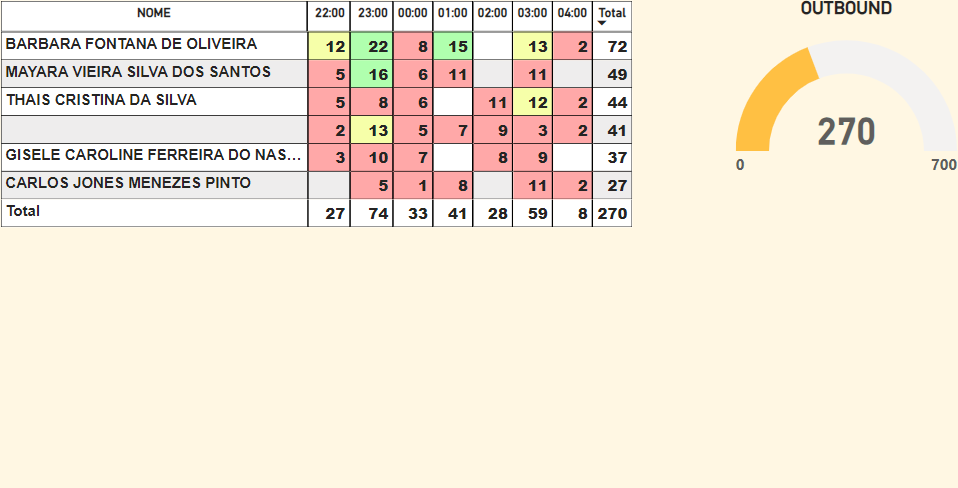 NOME 22:00 23:00 00:00 01:00 02:00 03:00 04:00 Total
BARBARA FONTANA DE OLIVEIRA 12 22 8 15 13 2 72
MAYARA VIEIRA SILVA DOS SANTOS 5 16 6 11 11 49
THAIS CRISTINA DA SILVA 5 8 6 11 12 2 44
2 13 5 7 9 3 2 41
GISELE CAROLINE FERREIRA DO NAS... 3 10 7 8 9 37
CARLOS JONES MENEZES PINTO 5 1 8 11 2 27
Total 27 74 33 41 28 59 8 270
OUTBOUND
270
0 700